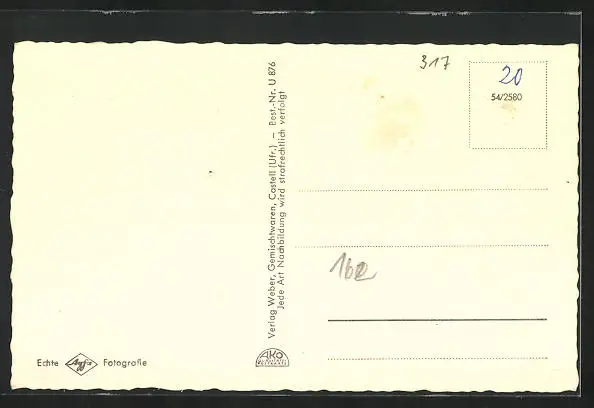 317
20
54/2580
Verlag Weber, Gemischtwaren, Castell (Ufr.) — Best.-Nr. U 876
Jede Art Nachbildung wird strafrechtlich verfolgt
Echte Agfa Fotografie
AKO